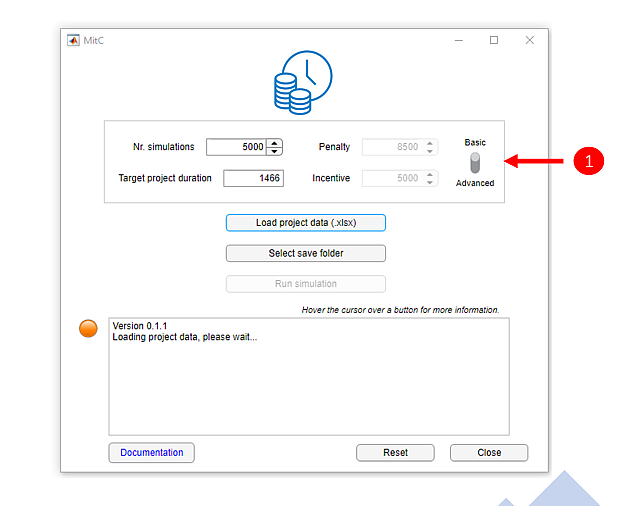 MitC
Nr. simulations 5000 Penalty 8500 Basic
Target project duration 1466 Incentive 5000 Advanced
1
Load project data (.xlsx)
Select save folder
Run simulation
Hover the cursor over a button for more information.
Version 0.1.1
Loading project data, please wait...
Documentation Reset Close